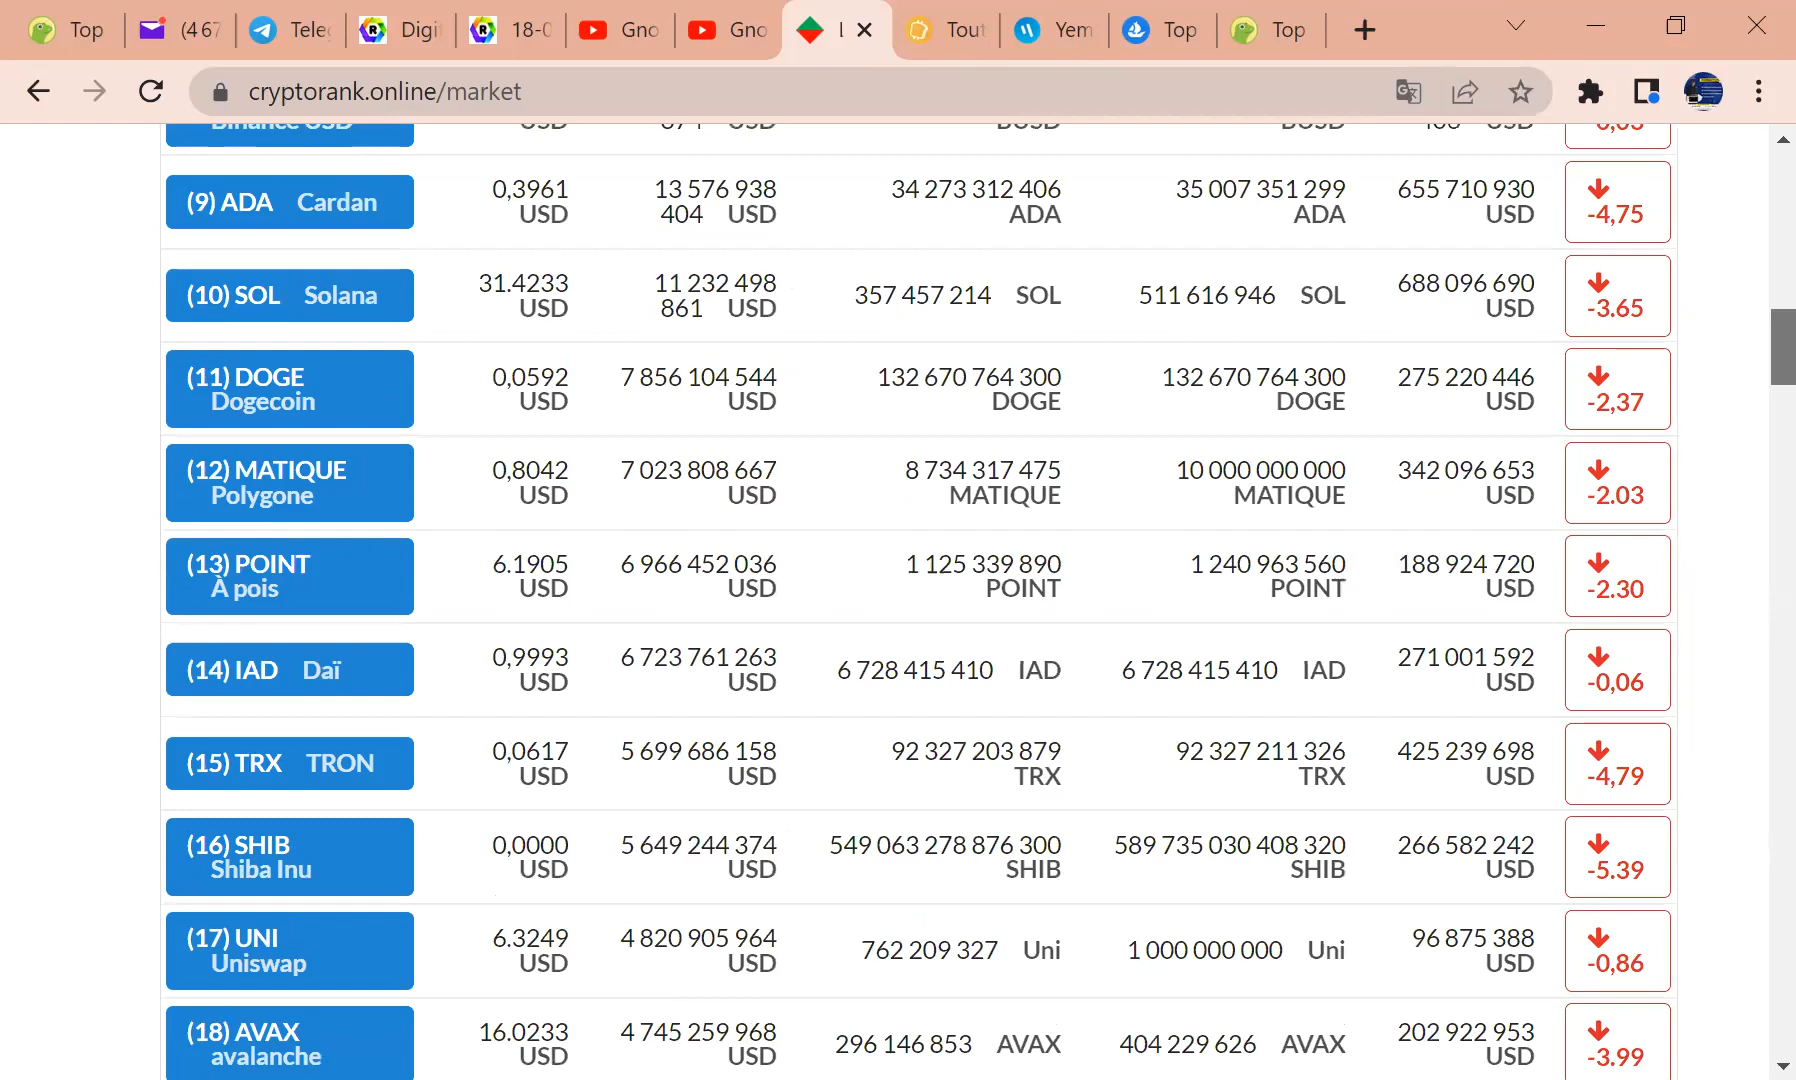 Top (4 67 Teleg Digit 18-0 Gno Gno L Tout Yem Top Top
cryptorank.online/market
Binance USD USD 674 USD BUSD BUSD 406 USD -0,03
(9) ADA Cardan 0,3961 13 576 938 34 273 312 406 35 007 351 299 655 710 930
USD 404 USD ADA ADA USD -4,75
(10) SOL Solana 31.4233 11 232 498 357 457 214 SOL 511 616 946 SOL 688 096 690
USD 861 USD USD -3.65
(11) DOGE 0,0592 7 856 104 544 132 670 764 300 132 670 764 300 275 220 446
Dogecoin USD USD DOGE DOGE USD -2,37
(12) MATIQUE 0,8042 7 023 808 667 8 734 317 475 10 000 000 000 342 096 653
Polygone USD USD MATIQUE MATIQUE USD -2.03
(13) POINT 6.1905 6 966 452 036 1 125 339 890 1 240 963 560 188 924 720
À pois USD USD POINT POINT USD -2.30
(14) IAD Daï 0,9993 6 723 761 263 6 728 415 410 IAD 6 728 415 410 IAD 271 001 592
USD USD USD -0,06
(15) TRX TRON 0,0617 5 699 686 158 92 327 203 879 92 327 211 326 425 239 698
USD USD TRX TRX USD -4,79
(16) SHIB 0,0000 5 649 244 374 549 063 278 876 300 589 735 030 408 320 266 582 242
Shiba Inu USD USD SHIB SHIB USD -5.39
(17) UNI 6.3249 4 820 905 964 762 209 327 Uni 1 000 000 000 Uni 96 875 388
Uniswap USD USD USD -0,86
(18) AVAX 16.0233 4 745 259 968 296 146 853 AVAX 404 229 626 AVAX 202 922 953
avalanche USD USD USD -3.99